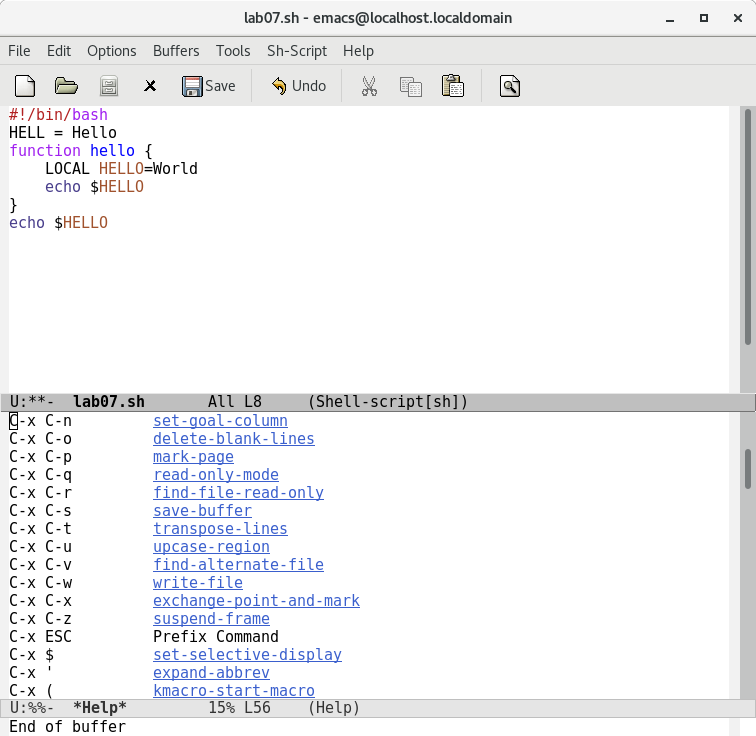 lab07.sh - emacs@localhost.localdomain
File Edit Options Buffers Tools Sh-Script Help
Save Undo
#!/bin/bash
HELL = Hello
function hello {
    LOCAL HELLO=World
    echo $HELLO
}
echo $HELLO
U:**-  lab07.sh       All L8     (Shell-script[sh])
C-x C-n         set-goal-column
C-x C-o         delete-blank-lines
C-x C-p         mark-page
C-x C-q         read-only-mode
C-x C-r         find-file-read-only
C-x C-s         save-buffer
C-x C-t         transpose-lines
C-x C-u         upcase-region
C-x C-v         find-alternate-file
C-x C-w         write-file
C-x C-x         exchange-point-and-mark
C-x C-z         suspend-frame
C-x ESC         Prefix Command
C-x $           set-selective-display
C-x '           expand-abbrev
C-x (           kmacro-start-macro
U:%%-  *Help*         15% L56    (Help)
End of buffer